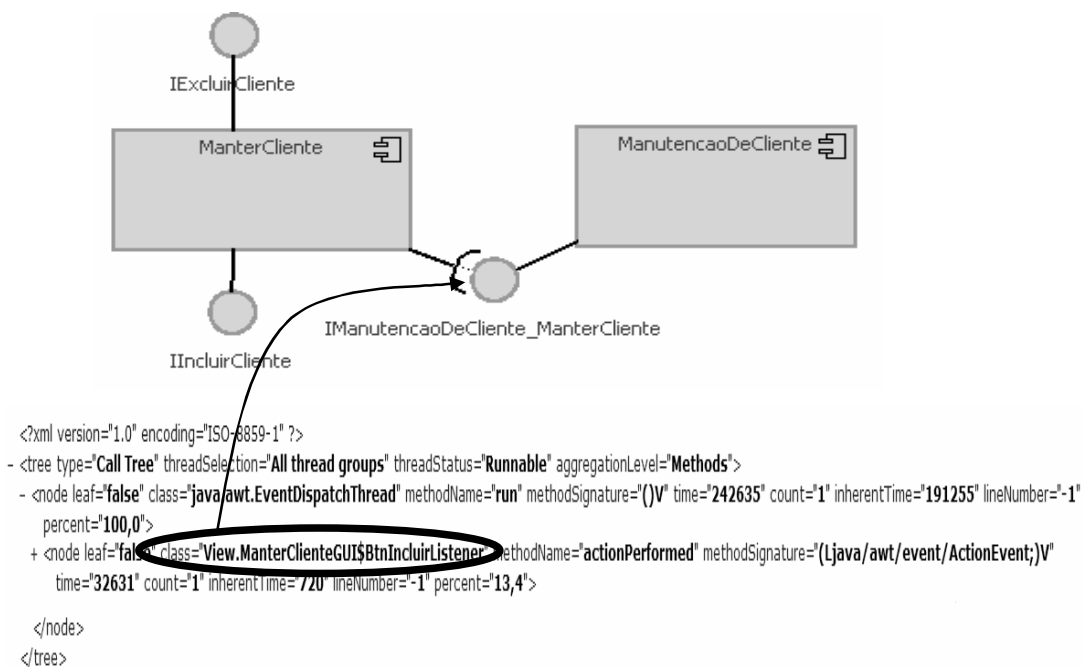 IExcluirCliente
ManterCliente
ManutencaoDeCliente
IManutencaoDeCliente_ManterCliente
IIncluirCliente
<?xml version="1.0" encoding="ISO-8859-1" ?>
- <tree type="Call Tree" threadSelection="All thread groups" threadStatus="Runnable" aggregationLevel="Methods">
- <node leaf="false" class="java.awt.EventDispatchThread" methodName="run" methodSignature="()V" time="242635" count="1" inherentTime="191255" lineNumber="-1"
percent="100,0">
+ <node leaf="false" class="View.ManterClienteGUI$BtnIncluirListener" methodName="actionPerformed" methodSignature="(Ljava/awt/event/ActionEvent;)V"
time="32631" count="1" inherentTime="720" lineNumber="-1" percent="13,4">
</node>
</tree>